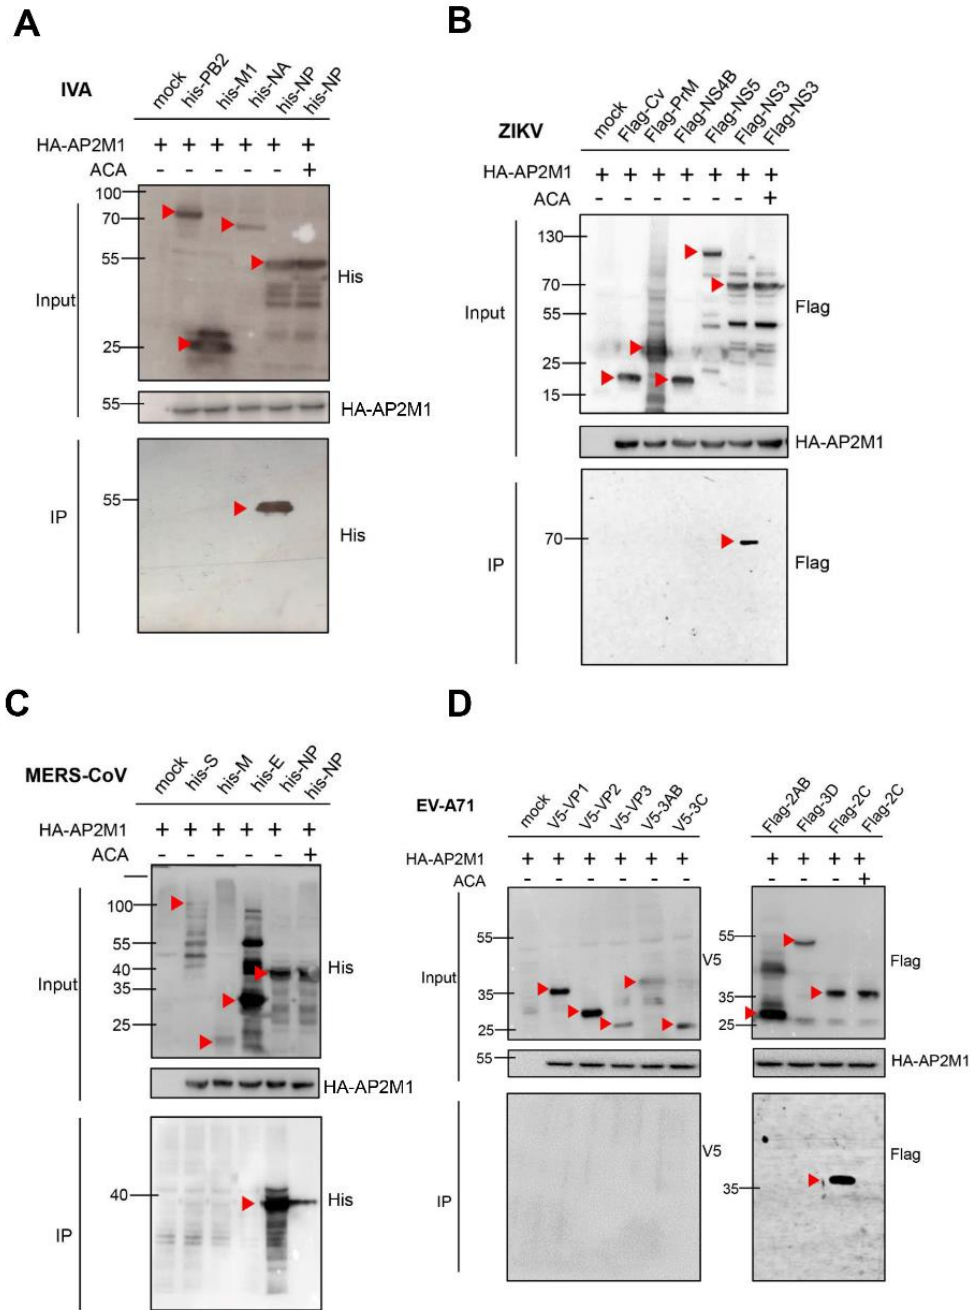 A
IVA
mock
his-PB2
his-M1
his-NA
his-NP
his-NP
HA-AP2M1 + + + + + +
ACA - - - - - +
100
70
55
25
Input
His
55
HA-AP2M1
55
IP
His
B
ZIKV
mock
Flag-Cv
Flag-PrM
Flag-NS4B
Flag-NS5
Flag-NS3
Flag-NS3
HA-AP2M1 + + + + + + +
ACA - - - - - - +
130
70
55
25
15
Input
Flag
HA-AP2M1
70
IP
Flag
C
MERS-CoV
mock
his-S
his-M
his-E
his-NP
his-NP
HA-AP2M1 + + + + + +
ACA - - - - - +
100
55
40
35
25
Input
His
HA-AP2M1
40
IP
His
D
EV-A71
mock
V5-VP1
V5-VP2
V5-VP3
V5-3AB
V5-3C
HA-AP2M1 + + + + + +
ACA - - - - - -
55
35
25
Input
V5
55
IP
V5
Flag-2AB
Flag-3D
Flag-2C
Flag-2C
+ + + +
- - - +
55
35
25
Flag
HA-AP2M1
35
Flag